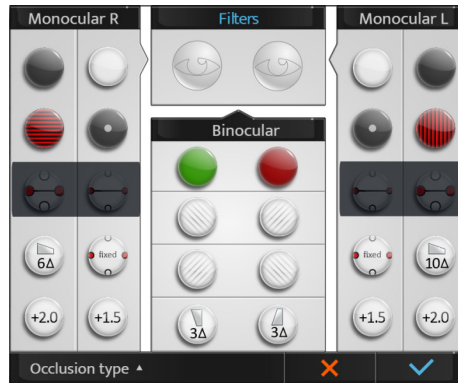 Monocular R
Filters
Monocular L
Binocular
6Δ
fixed
fixed
10Δ
+2.0
+1.5
3Δ
3Δ
+1.5
+2.0
Occlusion type